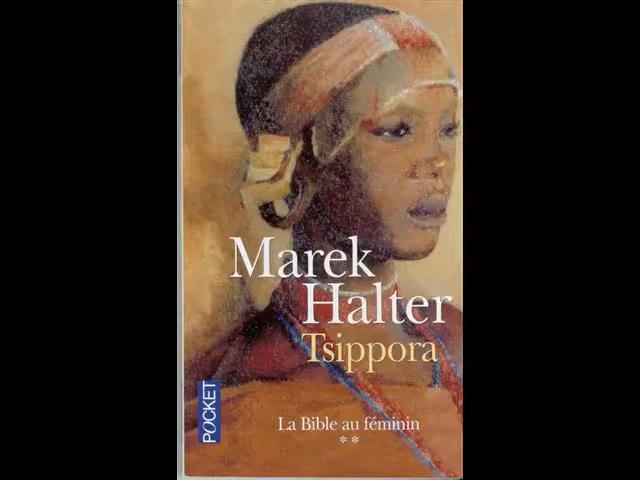 Marek
Halter
Tsippora
La Bible au féminin
**
POCKET